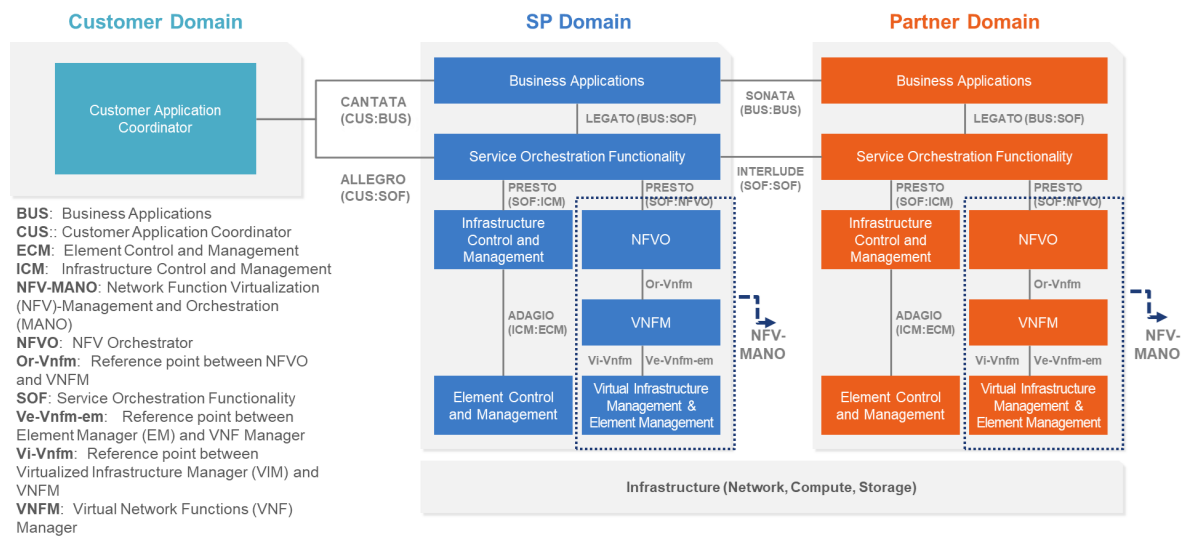 Customer Domain
SP Domain
Partner Domain
Customer Application
Coordinator
CANTATA
(CUS:BUS)
ALLEGRO
(CUS:SOF)
Business Applications
LEGATO (BUS:SOF)
Service Orchestration Functionality
PRESTO
(SOF:ICM)
PRESTO
(SOF:NFVO)
Infrastructure
Control and
Management
NFVO
Or-Vnfm
ADAGIO
(ICM:ECM)
VNFM
Vi-Vnfm
Ve-Vnfm-em
Element Control
and Management
Virtual Infrastructure
Management &
Element Management
NFV-
MANO
SONATA
(BUS:BUS)
INTERLUDE
(SOF:SOF)
Business Applications
LEGATO (BUS:SOF)
Service Orchestration Functionality
PRESTO
(SOF:ICM)
PRESTO
(SOF:NFVO)
Infrastructure
Control and
Management
NFVO
Or-Vnfm
ADAGIO
(ICM:ECM)
VNFM
Vi-Vnfm
Ve-Vnfm-em
Element Control
and Management
Virtual Infrastructure
Management &
Element Management
NFV-
MANO
Infrastructure (Network, Compute, Storage)
BUS: Business Applications
CUS:: Customer Application Coordinator
ECM: Element Control and Management
ICM: Infrastructure Control and Management
NFV-MANO: Network Function Virtualization
(NFV)-Management and Orchestration
(MANO)
NFVO: NFV Orchestrator
Or-Vnfm: Reference point between NFVO
and VNFM
SOF: Service Orchestration Functionality
Ve-Vnfm-em: Reference point between
Element Manager (EM) and VNF Manager
Vi-Vnfm: Reference point between
Virtualized Infrastructure Manager (VIM) and
VNFM
VNFM: Virtual Network Functions (VNF)
Manager